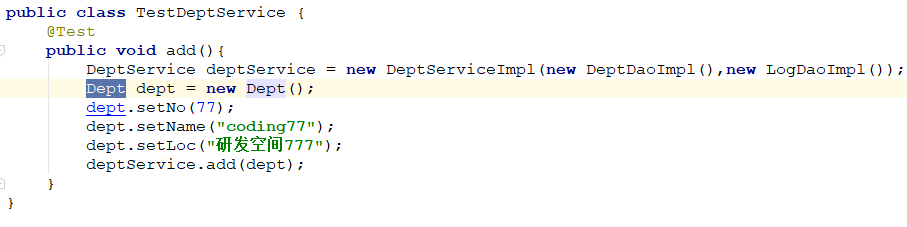 public class TestDeptService {
@Test
public void add(){
DeptService deptService = new DeptServiceImpl(new DeptDaoImpl(),new LogDaoImpl());
Dept dept = new Dept();
dept.setNo(77);
dept.setName("coding77");
dept.setLoc("研发空间777");
deptService.add(dept);
}
}